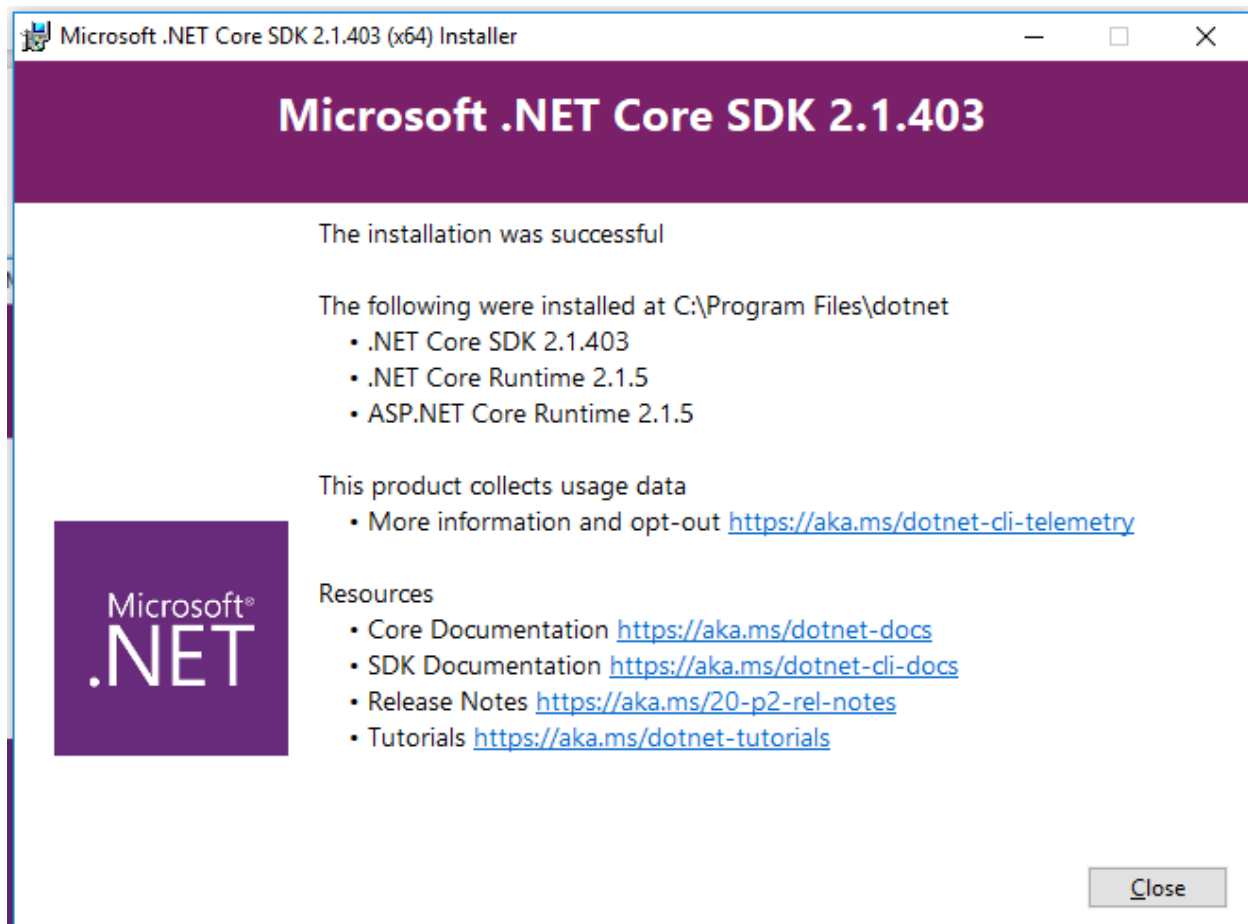 Microsoft .NET Core SDK 2.1.403 (x64) Installer
Microsoft .NET Core SDK 2.1.403
The installation was successful
The following were installed at C:\Program Files\dotnet
• .NET Core SDK 2.1.403
• .NET Core Runtime 2.1.5
• ASP.NET Core Runtime 2.1.5
This product collects usage data
• More information and opt-out https://aka.ms/dotnet-cli-telemetry
Resources
• Core Documentation https://aka.ms/dotnet-docs
• SDK Documentation https://aka.ms/dotnet-cli-docs
• Release Notes https://aka.ms/20-p2-rel-notes
• Tutorials https://aka.ms/dotnet-tutorials
Microsoft®
.NET
Close